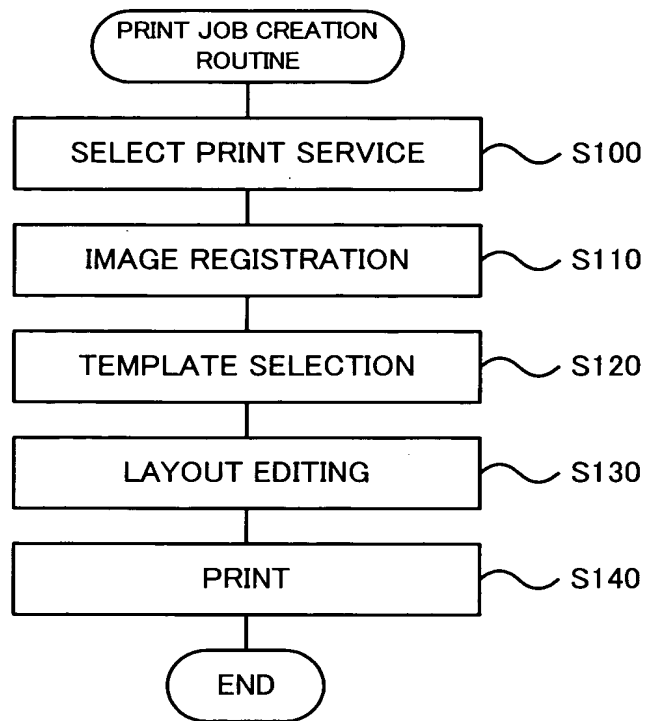 PRINT JOB CREATION
ROUTINE
SELECT PRINT SERVICE
S100
IMAGE REGISTRATION
S110
TEMPLATE SELECTION
S120
LAYOUT EDITING
S130
PRINT
S140
END